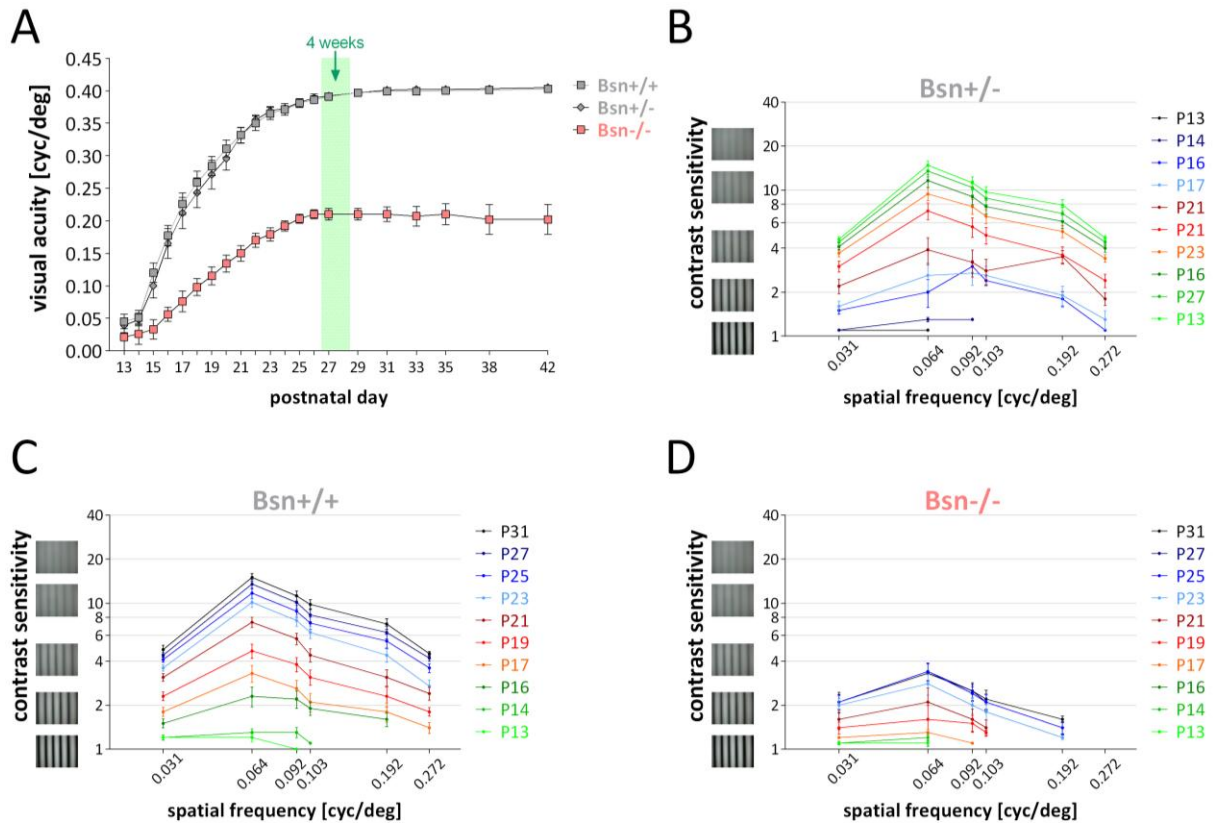 A
4 weeks
visual acuity [cyc/deg]
0.45
0.40
0.35
0.30
0.25
0.20
0.15
0.10
0.05
0.00
13 15 17 19 21 23 25 27 29 31 33 35 38 42
postnatal day
Bsn+/+
Bsn+/-
Bsn-/-
B
Bsn+/-
contrast sensitivity
40
20
10
8
6
4
2
1
0.031 0.064 0.092 0.103 0.192 0.272
spatial frequency [cyc/deg]
P13
P14
P16
P17
P21
P21
P23
P16
P27
P13
C
Bsn+/+
contrast sensitivity
40
20
10
8
6
4
2
1
0.031 0.064 0.092 0.103 0.192 0.272
spatial frequency [cyc/deg]
P31
P27
P25
P23
P21
P19
P17
P16
P14
P13
D
Bsn-/-
contrast sensitivity
40
20
10
8
6
4
2
1
0.031 0.064 0.092 0.103 0.192 0.272
spatial frequency [cyc/deg]
P31
P27
P25
P23
P21
P19
P17
P16
P14
P13